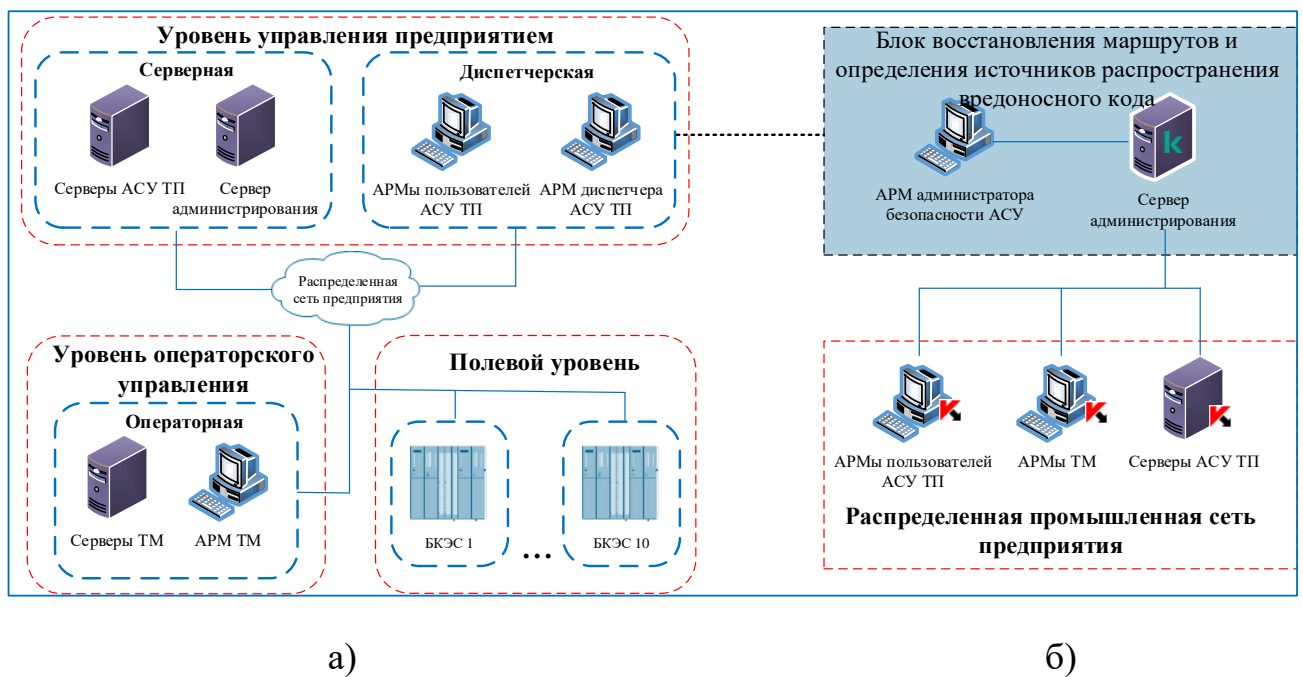 Уровень управления предприятием
Серверная
Серверы АСУ ТП
Сервер
администрирования
Диспетчерская
АРМы пользователей
АСУ ТП
АРМ диспетчера
АСУ ТП
Блок восстановления маршрутов и
определения источников распространения
вредоносного кода
k
АРМ администратора
безопасности АСУ
Сервер
администрирования
Распределенная
сеть предприятия
Уровень операторского
управления
Операторная
Серверы ТМ
АРМ ТМ
Полевой уровень
БКЭС 1
...
БКЭС 10
АРМы пользователей
АСУ ТП
АРМы ТМ
Серверы АСУ ТП
Распределенная промышленная сеть
предприятия
а)
б)